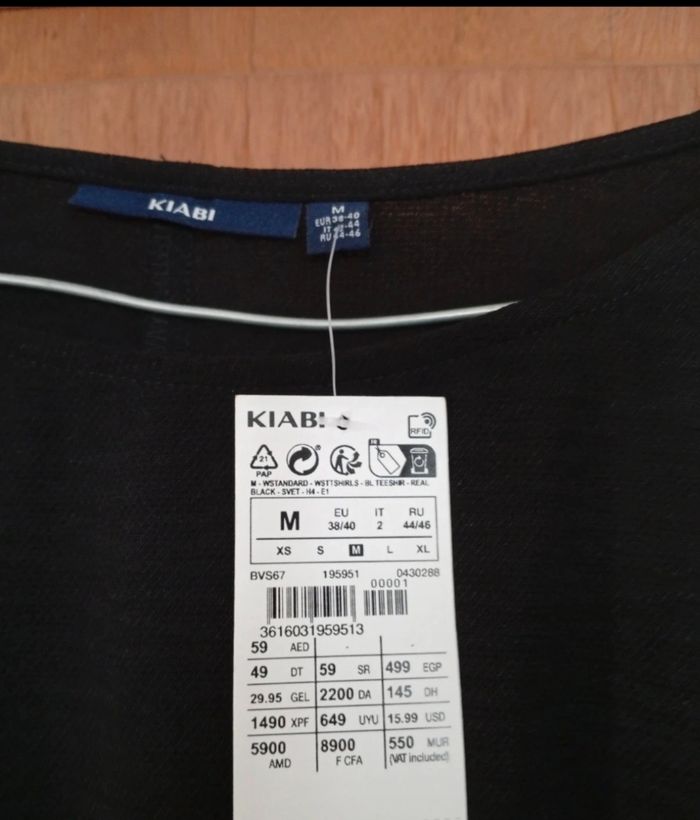 KIABI
M
EUR 38-40
44
RU 44-46
KIABI
RFID
21
PAP
FR
M - WSTANDARD - WSTTSHIRLS - BL TEESHIR - REAL
BLACK - SVET - H4 - E1
M EU IT RU
38/40 2 44/46
XS S M L XL
BVS67 195951 0430288
00001
3616031959513
59 AED -
49 DT 59 SR 499 EGP
29.95 GEL 2200 DA 145 DH
1490 XPF 649 UYU 15.99 USD
5900 AMD 8900 F CFA 550 MUR
(VAT included)